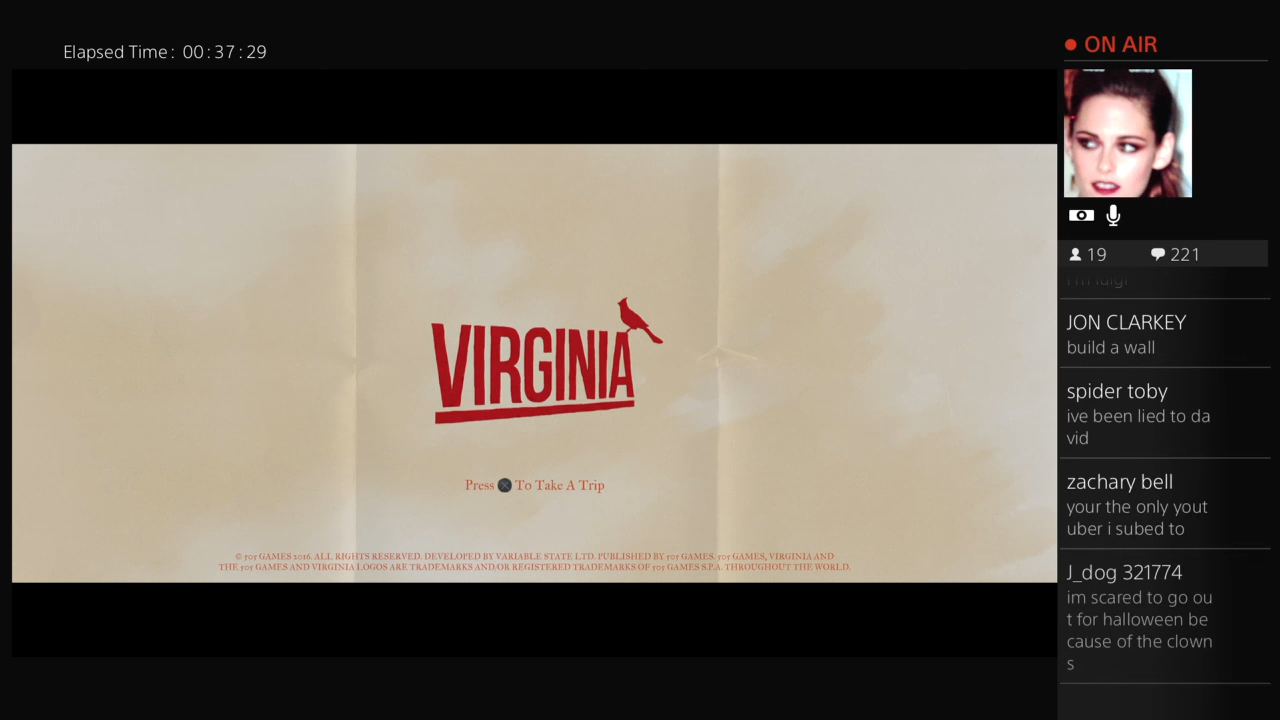 Elapsed Time: 00:37:29
ON AIR
19 221
JON CLARKEY
build a wall
spider toby
ive been lied to da
vid
zachary bell
your the only yout
uber i subed to
J_dog 321774
im scared to go ou
t for halloween be
cause of the clown
s
VIRGINIA
Press To Take A Trip
© 505 GAMES 2016. ALL RIGHTS RESERVED. DEVELOPED BY VARIABLE STATE LTD. PUBLISHED BY 505 GAMES. 505 GAMES, VIRGINIA AND
THE 505 GAMES AND VIRGINIA LOGOS ARE TRADEMARKS AND/OR REGISTERED TRADEMARKS OF 505 GAMES S.P.A. THROUGHOUT THE WORLD.